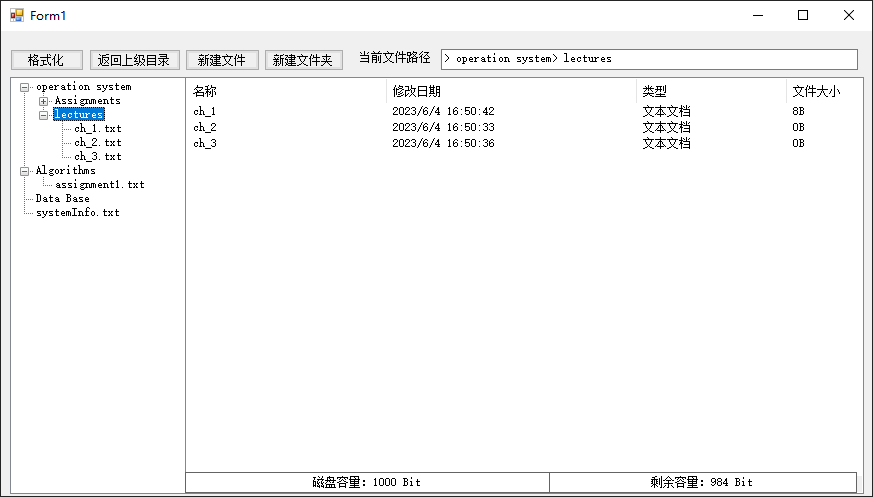 Form1
格式化 返回上级目录 新建文件 新建文件夹 当前文件路径 > operation system> lectures
operation system
Assignments
lectures
ch_1.txt
ch_2.txt
ch_3.txt
Algorithms
assignment1.txt
Data Base
systemInfo.txt
名称 修改日期 类型 文件大小
ch_1 2023/6/4 16:50:42 文本文档 8B
ch_2 2023/6/4 16:50:33 文本文档 0B
ch_3 2023/6/4 16:50:36 文本文档 0B
磁盘容量：1000 Bit 剩余容量：984 Bit